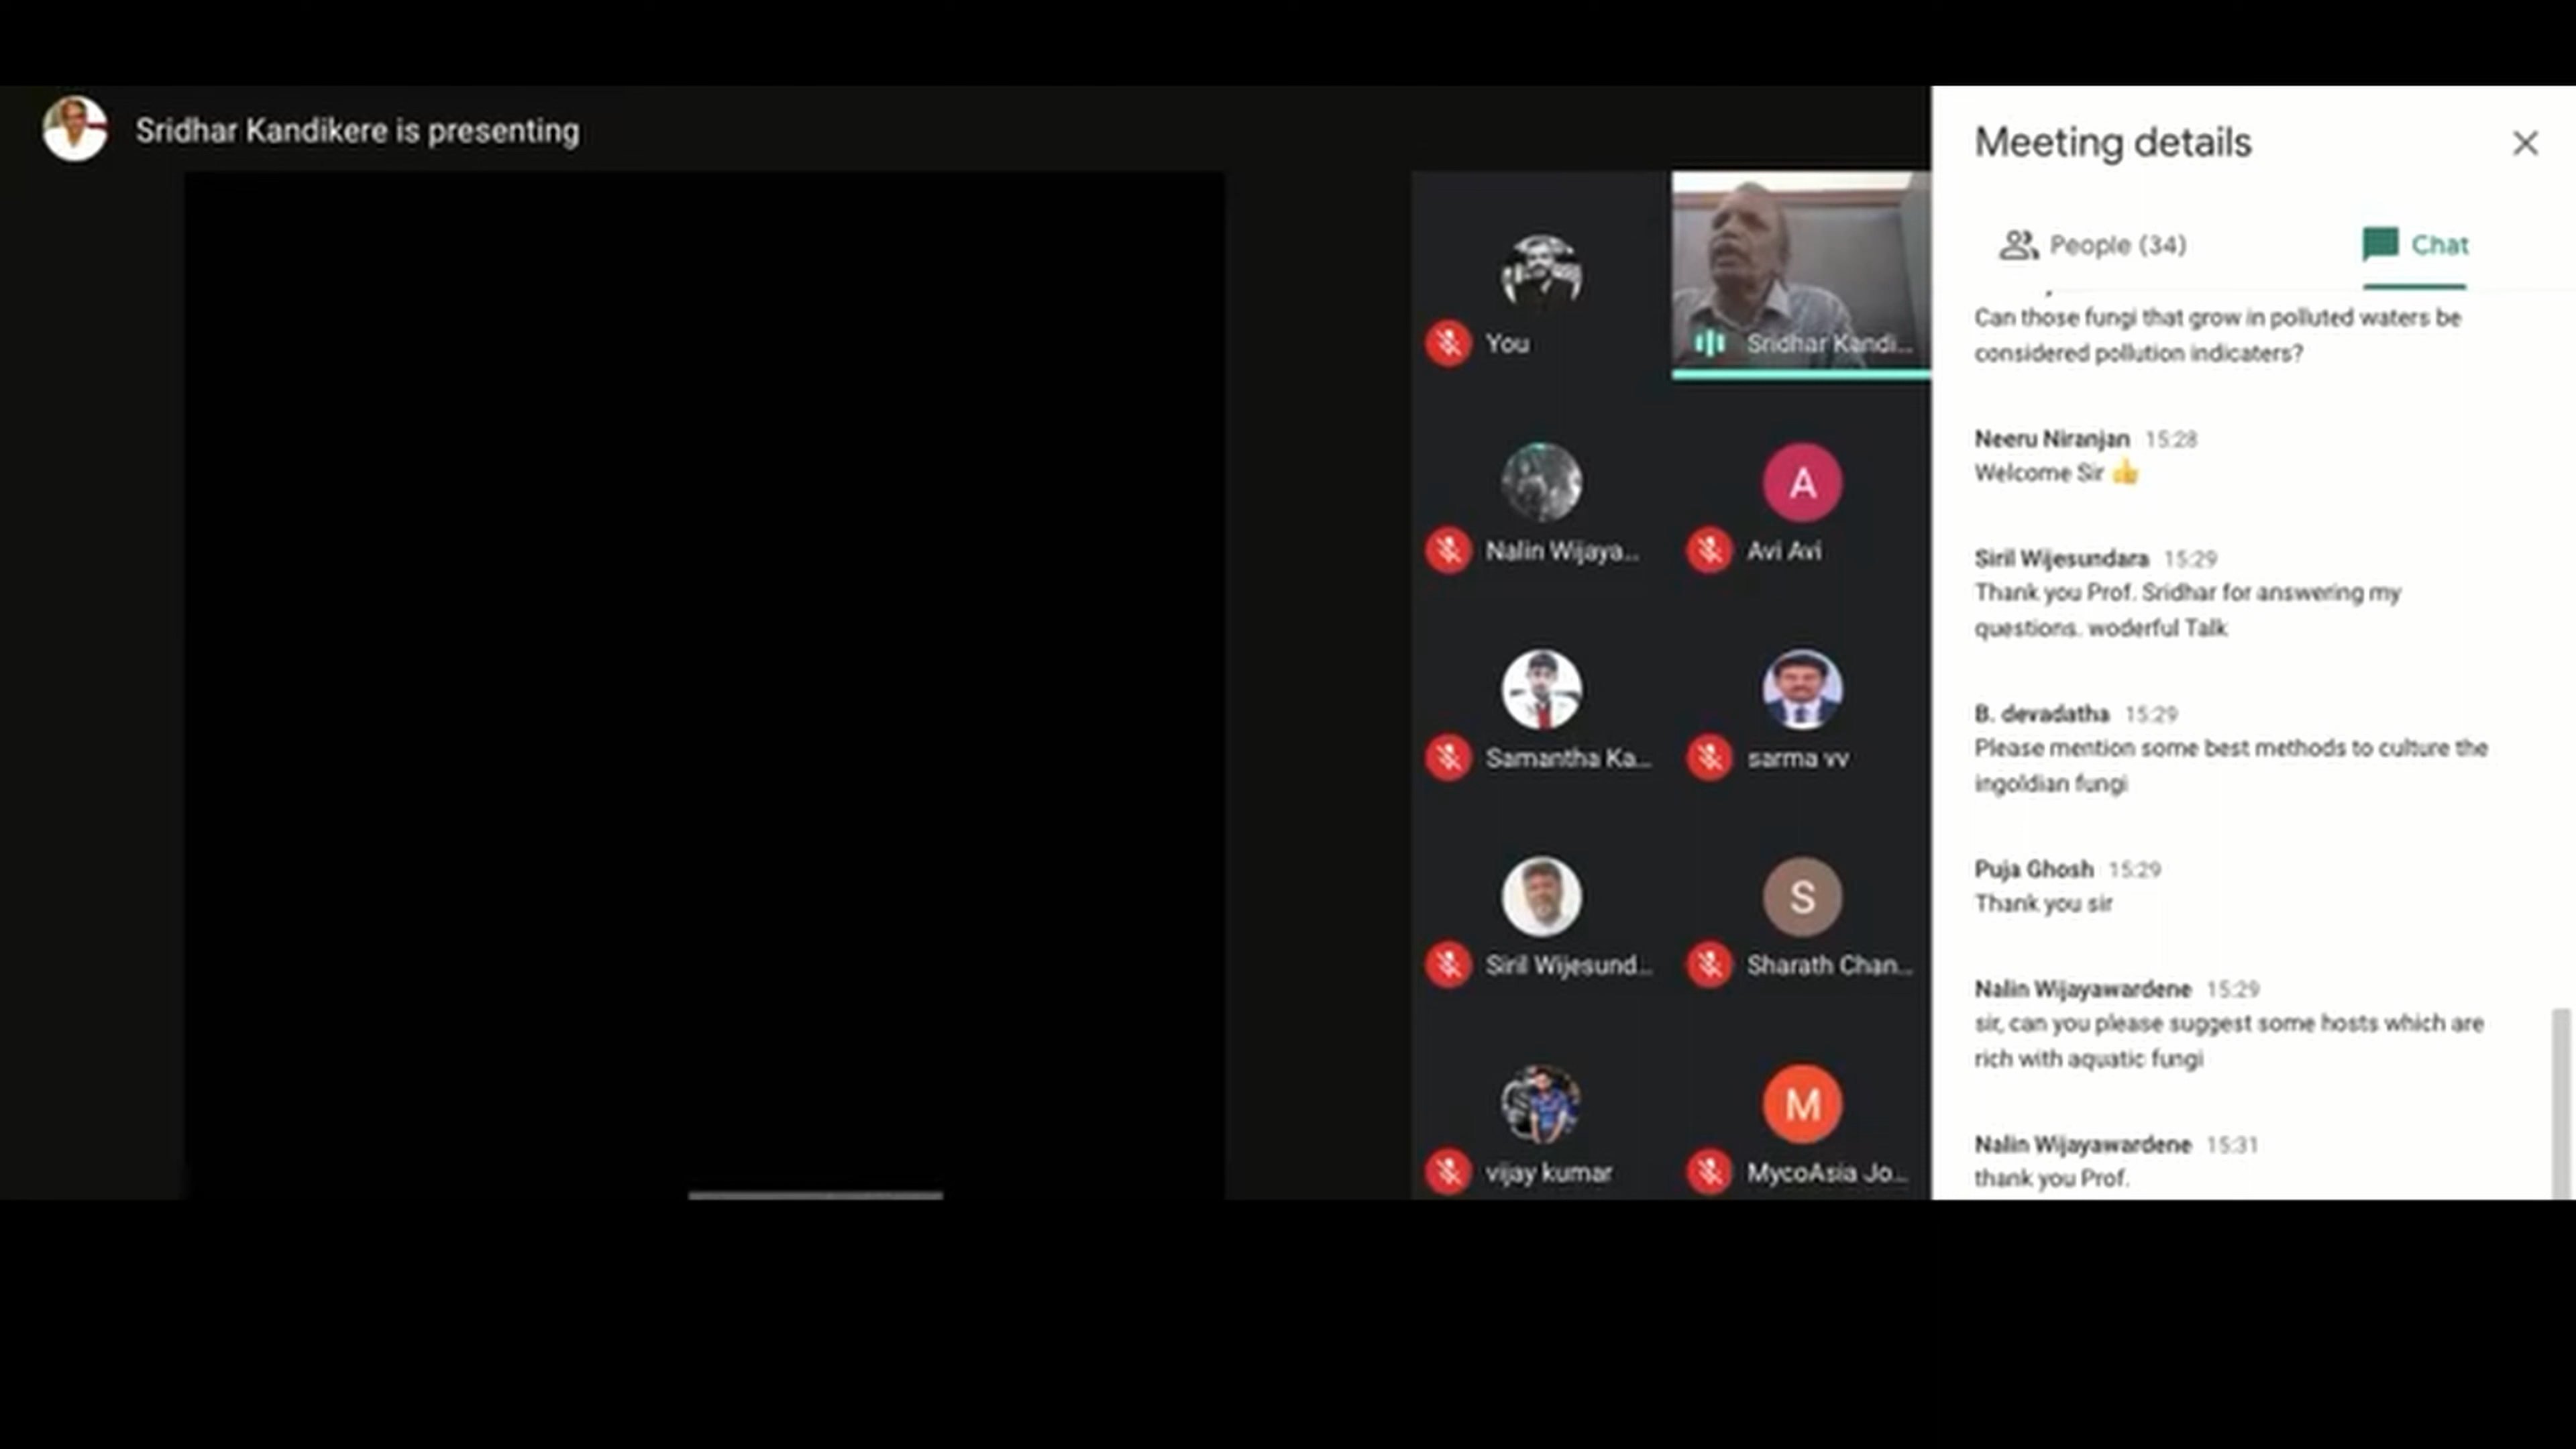 Sridhar Kandikere is presenting
You
Sridhar Kandi...
Nalin Wijaya...
A
Avi Avi
Samantha Ka...
sarma vv
Siril Wijesund...
S
Sharath Chan...
vijay kumar
M
MycoAsia Jo...
Meeting details
People (34)
Chat
Can those fungi that grow in polluted waters be
considered pollution indicaters?
Neeru Niranjan 15:28
Welcome Sir 👍
Siril Wijesundara 15:29
Thank you Prof. Sridhar for answering my
questions. woderful Talk
B. devadatha 15:29
Please mention some best methods to culture the
ingoldian fungi
Puja Ghosh 15:29
Thank you sir
Nalin Wijayawardene 15:29
sir, can you please suggest some hosts which are
rich with aquatic fungi
Nalin Wijayawardene 15:31
thank you Prof.